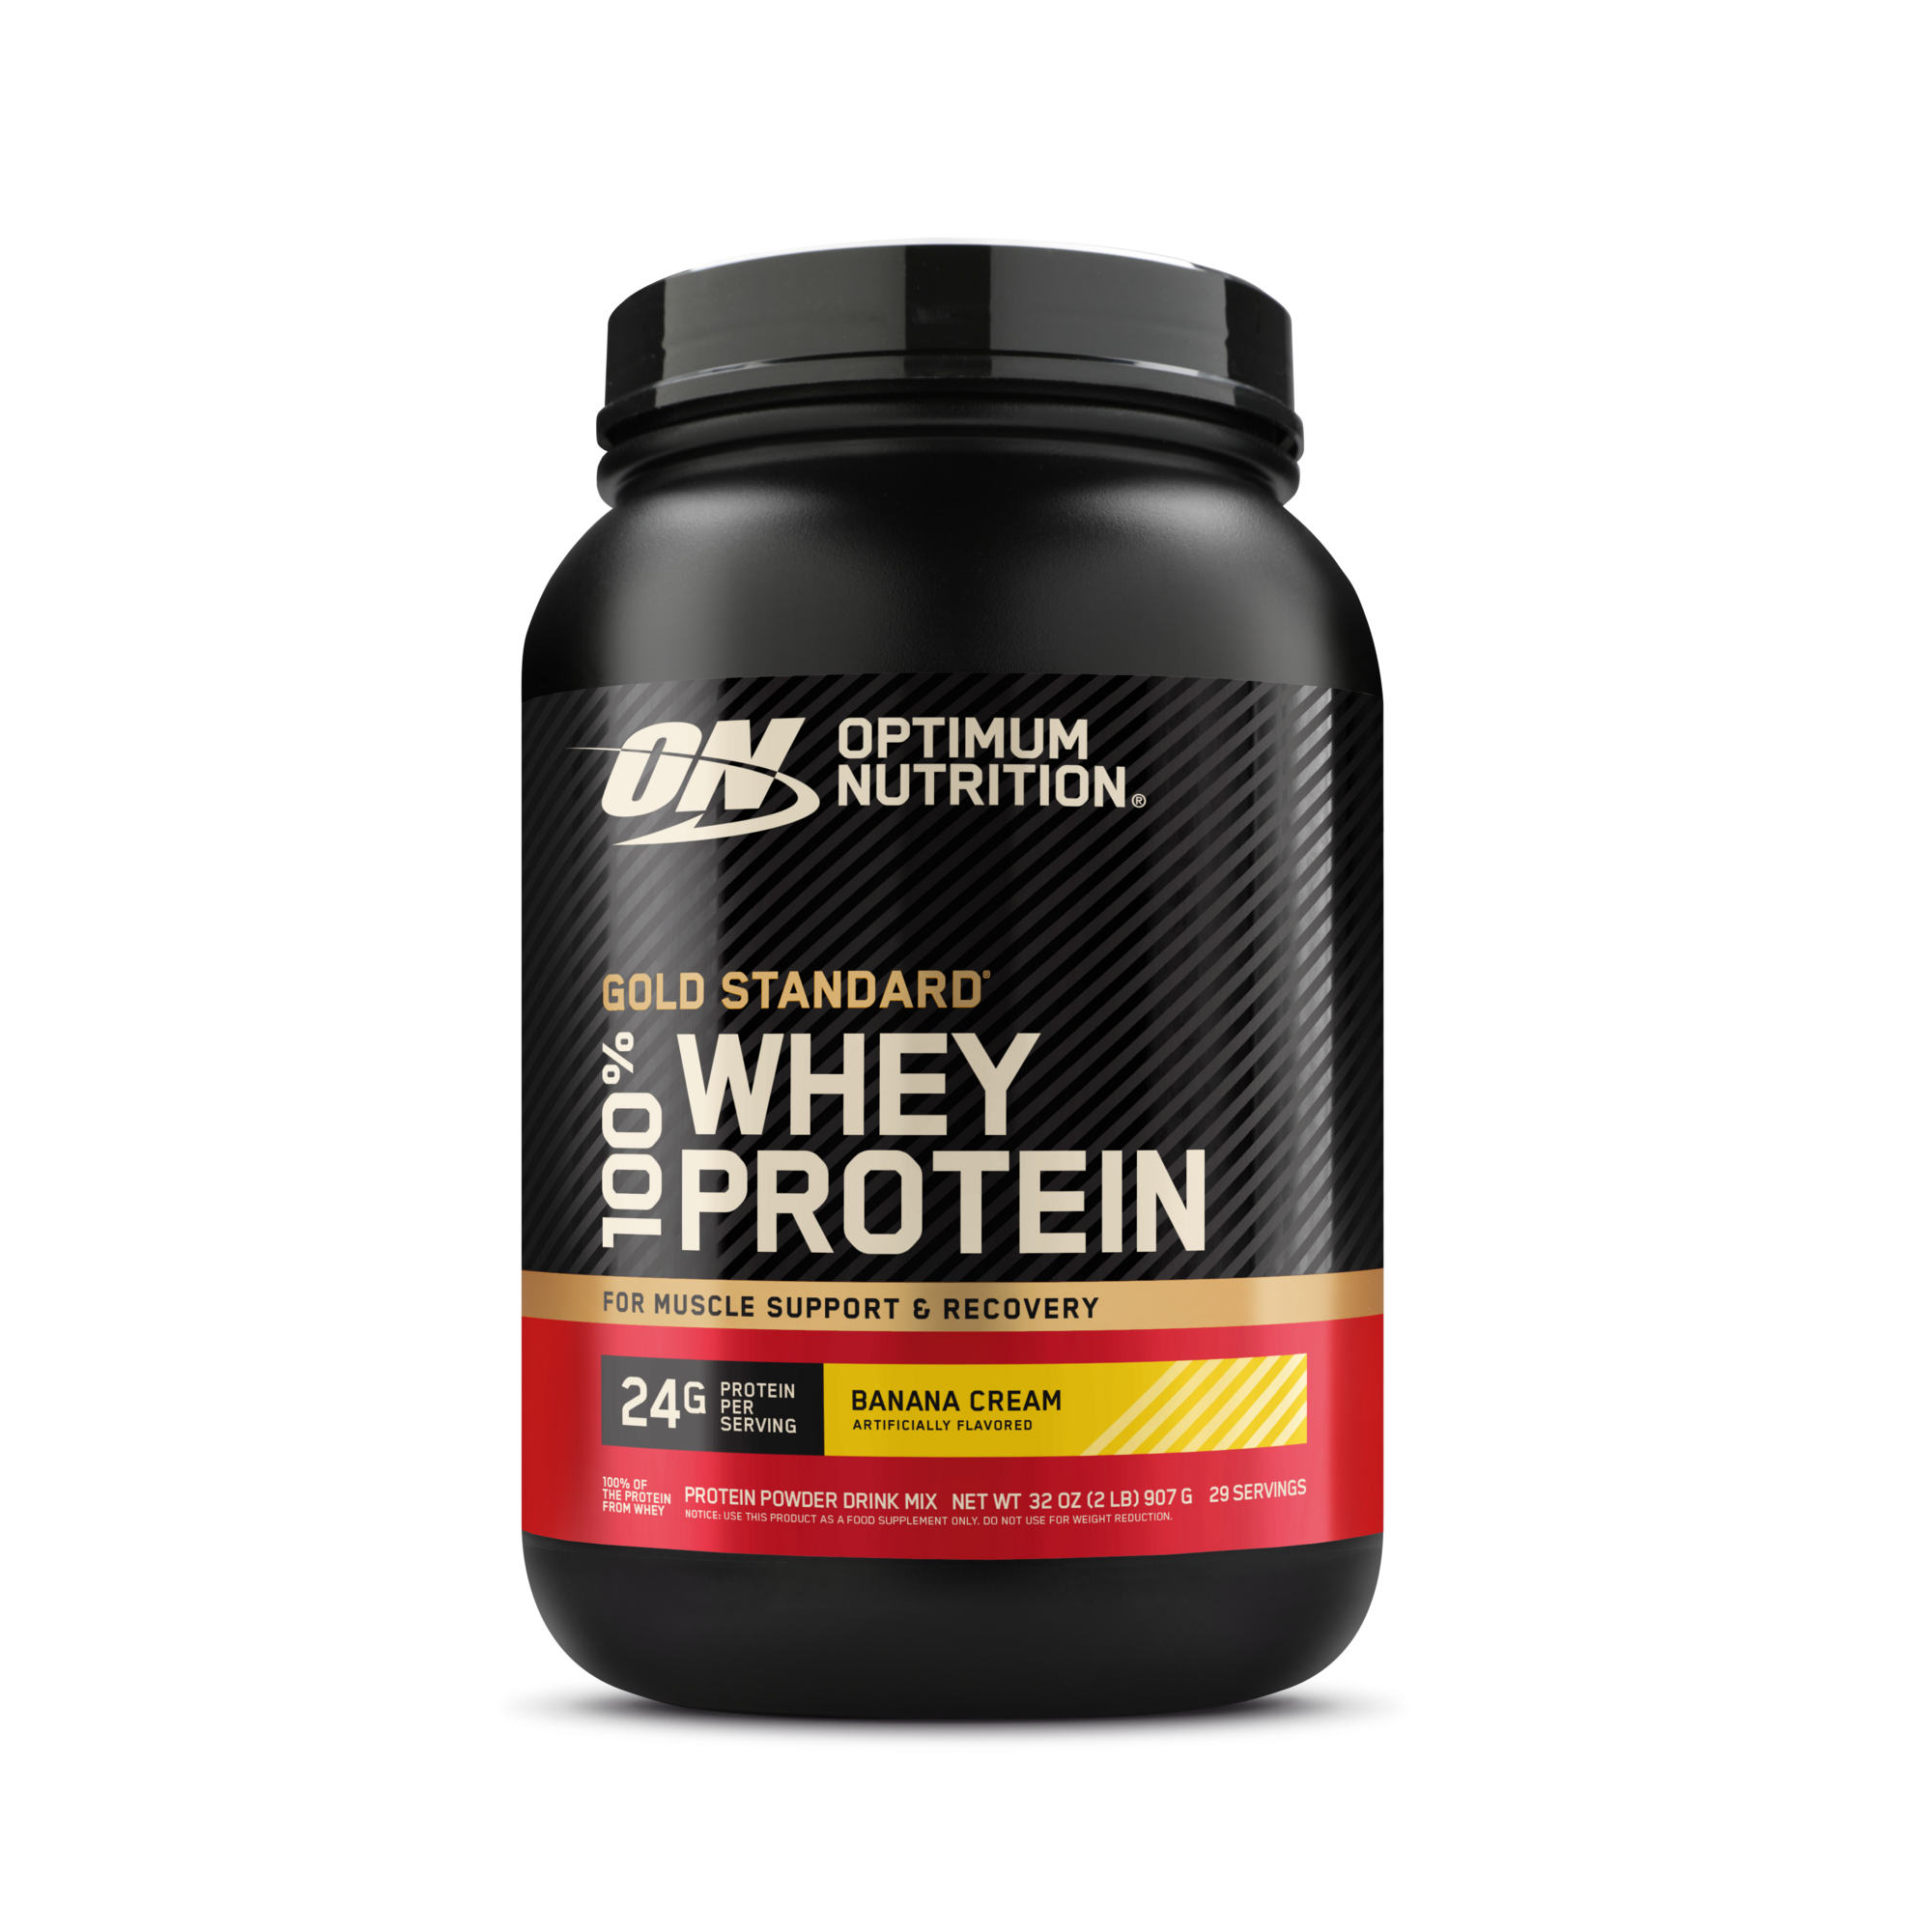 ON
OPTIMUM
NUTRITION®
GOLD STANDARD®
100%
WHEY
PROTEIN
FOR MUSCLE SUPPORT & RECOVERY
24G
PROTEIN
PER
SERVING
BANANA CREAM
ARTIFICIALLY FLAVORED
100% OF
THE PROTEIN
FROM WHEY
PROTEIN POWDER DRINK MIX NET WT 32 OZ (2 LB) 907 G 29 SERVINGS
NOTICE: USE THIS PRODUCT AS A FOOD SUPPLEMENT ONLY. DO NOT USE FOR WEIGHT REDUCTION.